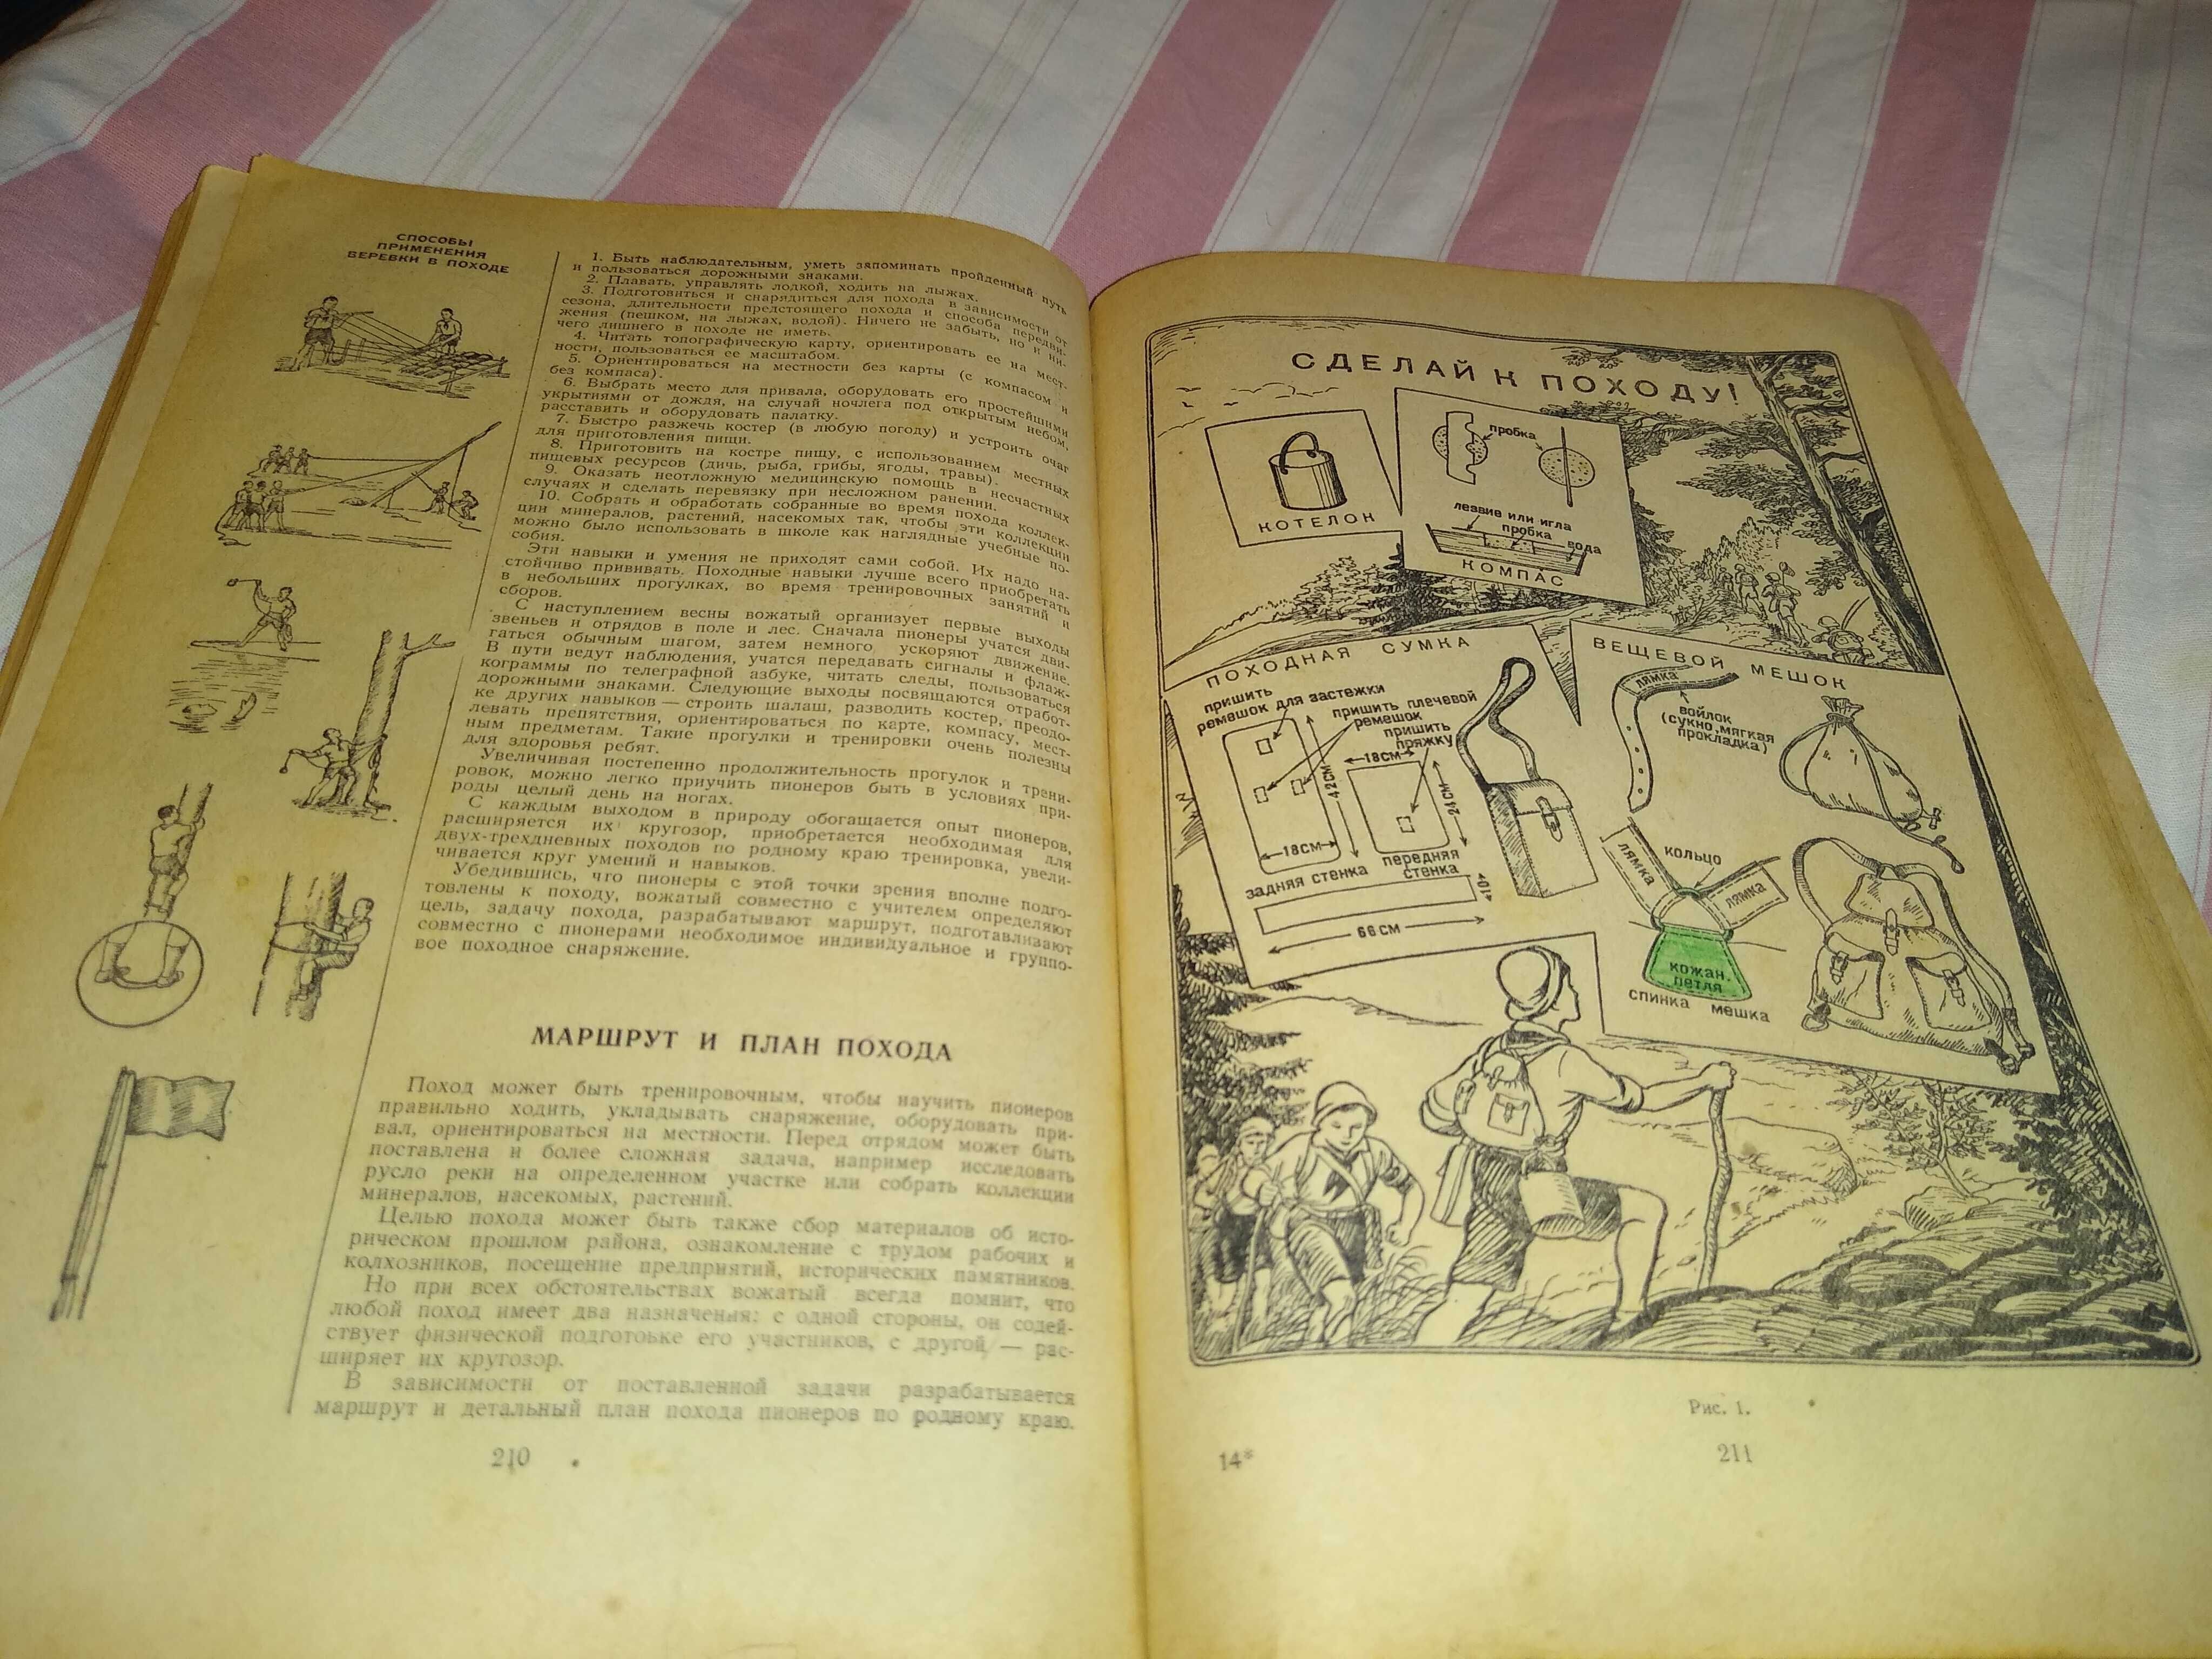 СПОСОБЫ
ПРИМЕНЕНИЯ
ВЕРЕВКИ В ПОХОДЕ
1. Быть наблюдательным, уметь запоминать пройденный путь
и пользоваться дорожными знаками.
2. Плавать, управлять лодкой, ходить на лыжах.
3. Подготовиться и снарядиться для похода в зависимости от
сезона, длительности предстоящего похода и способа передви-
жения (пешком, на лыжах, водой). Ничего не забыть, но и ни-
чего лишнего в походе не иметь.
4. Читать топографическую карту, ориентировать ее на мест-
ности, пользоваться ее масштабом.
5. Ориентироваться на местности без карты (с компасом и
без компаса).
6. Выбрать место для привала, оборудовать его простейшими
укрытиями от дождя, на случай ночлега под открытым небом,
расставить и оборудовать палатку.
7. Быстро разжечь костер (в любую погоду) и устроить очаг
для приготовления пищи.
8. Приготовить на костре пищу, с использованием местных
пищевых ресурсов (дичь, рыба, грибы, ягоды, травы).
9. Оказать неотложную медицинскую помощь в несчастных
случаях и сделать перевязку при несложном ранении.
10. Собрать и обработать собранные во время похода коллек-
ции минералов, растений, насекомых так, чтобы эти коллекции
можно было использовать в школе как наглядные учебные по-
собия.
Эти навыки и умения не приходят сами собой. Их надо на-
стойчиво прививать. Походные навыки лучше всего приобретать
в небольших прогулках, во время тренировочных занятий и
сборов.
С наступлением весны вожатый организует первые выходы
звеньев и отрядов в поле и лес. Сначала пионеры учатся дви-
гаться обычным шагом, затем немного ускоряют движение.
В пути ведут наблюдения, учатся передавать сигналы и флаж-
кограммы по телеграфной азбуке, читать следы, пользоваться
дорожными знаками. Следующие выходы посвящаются отработ-
ке других навыков — строить шалаш, разводить костер, преодо-
левать препятствия, ориентироваться по карте, компасу, мест-
ным предметам. Такие прогулки и тренировки очень полезны
для здоровья ребят.
Увеличивая постепенно продолжительность прогулок и трени-
ровок, можно легко приучить пионеров быть в условиях при-
роды целый день на ногах.
С каждым выходом в природу обогащается опыт пионеров,
расширяется их кругозор, приобретается необходимая для
двух-трехдневных походов по родному краю тренировка, увели-
чивается круг умений и навыков.
Убедившись, что пионеры с этой точки зрения вполне подго-
товлены к походу, вожатый совместно с учителем определяют
цель, задачу похода, разрабатывают маршрут, подготавливают
совместно с пионерами необходимое индивидуальное и группо-
вое походное снаряжение.
МАРШРУТ И ПЛАН ПОХОДА
Поход может быть тренировочным, чтобы научить пионеров
правильно ходить, укладывать снаряжение, оборудовать при-
вал, ориентироваться на местности. Перед отрядом может быть
поставлена и более сложная задача, например исследовать
русло реки на определенном участке или собрать коллекции
минералов, насекомых, растений.
Целью похода может быть также сбор материалов об исто-
рическом прошлом района, ознакомление с трудом рабочих и
колхозников, посещение предприятий, исторических памятников.
Но при всех обстоятельствах вожатый всегда помнит, что
любой поход имеет два назначения: с одной стороны, он содей-
ствует физической подготовке его участников, с другой — рас-
ширяет их кругозор.
В зависимости от поставленной задачи разрабатывается
маршрут и детальный план похода пионеров по родному краю.
210
СДЕЛАЙ К ПОХОДУ!
КОТЕЛОК
пробка
лезвие или игла
пробка
вода
КОМПАС
ПОХОДНАЯ СУМКА
пришить
ремешок для застежки
пришить плечевой
ремешок
пришить
пряжку
18см
42см
24см
18см
задняя стенка
передняя
стенка
10
66см
ВЕЩЕВОЙ МЕШОК
лямка
войлок
(сукно, мягкая
прокладка)
лямка
кольцо
лямка
кожан.
петля
спинка мешка
Рис. 1.
14*
211